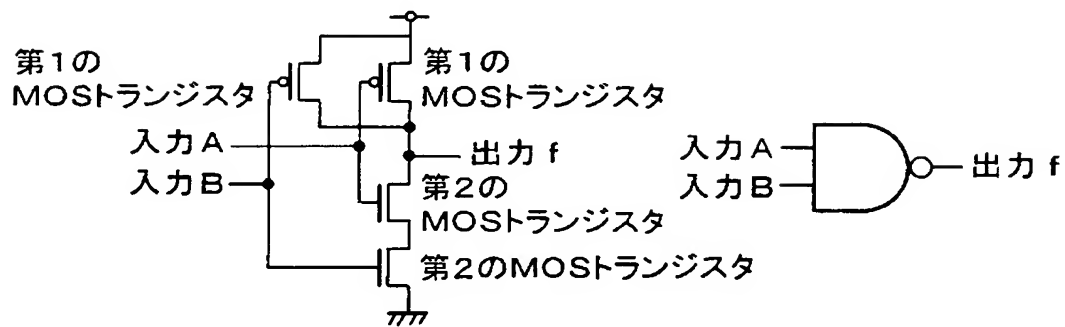 第1の
MOSトランジスタ
第1の
MOSトランジスタ
入力A
入力B
出力f
第2の
MOSトランジスタ
第2のMOSトランジスタ
入力A
入力B
出力f